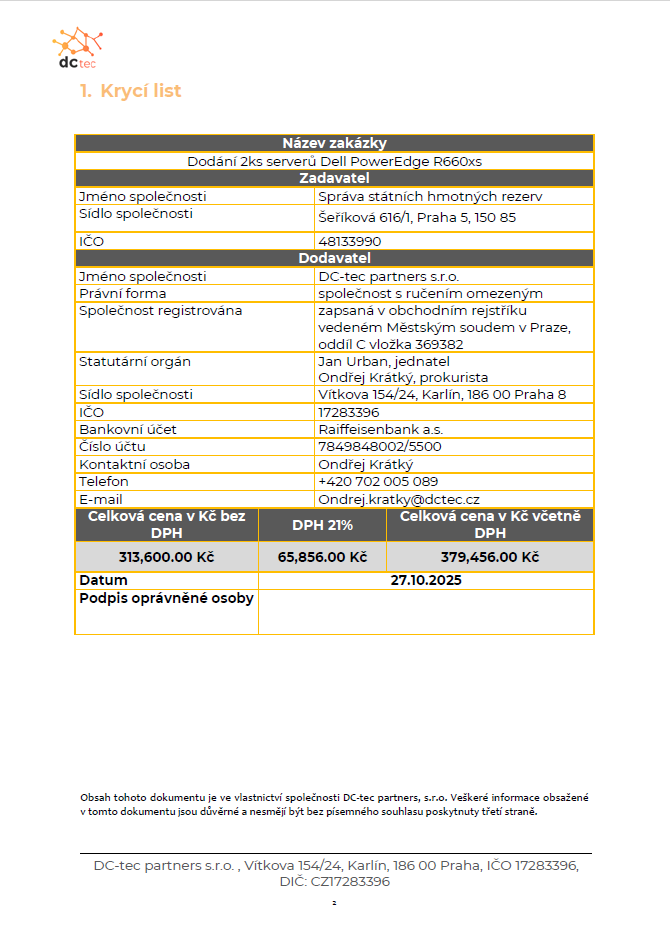 dctec
1. Krycí list
Název zakázky
Dodání 2ks serverů Dell PowerEdge R660xs
Zadavatel
Jméno společnosti Správa státních hmotných rezerv
Sídlo společnosti Šeříková 616/1, Praha 5, 150 85
IČO 48133990
Dodavatel
Jméno společnosti DC-tec partners s.r.o.
Právní forma společnost s ručením omezeným
Společnost registrována zapsaná v obchodním rejstříku
vedeném Městským soudem v Praze,
oddíl C vložka 369382
Statutární orgán Jan Urban, jednatel
Ondřej Krátký, prokurista
Sídlo společnosti Vítkova 154/24, Karlín, 186 00 Praha 8
IČO 17283396
Bankovní účet Raiffeisenbank a.s.
Číslo účtu 7849848002/5500
Kontaktní osoba Ondřej Krátký
Telefon +420 702 005 089
E-mail Ondrej.kratky@dctec.cz
Celková cena v Kč bez DPH DPH 21% Celková cena v Kč včetně DPH
313,600.00 Kč 65,856.00 Kč 379,456.00 Kč
Datum 27.10.2025
Podpis oprávněné osoby
Obsah tohoto dokumentu je ve vlastnictví společnosti DC-tec partners, s.r.o. Veškeré informace obsažené
v tomto dokumentu jsou důvěrné a nesmějí být bez písemného souhlasu poskytnuty třetí straně.
DC-tec partners s.r.o. , Vítkova 154/24, Karlín, 186 00 Praha, IČO 17283396,
DIČ: CZ17283396
2